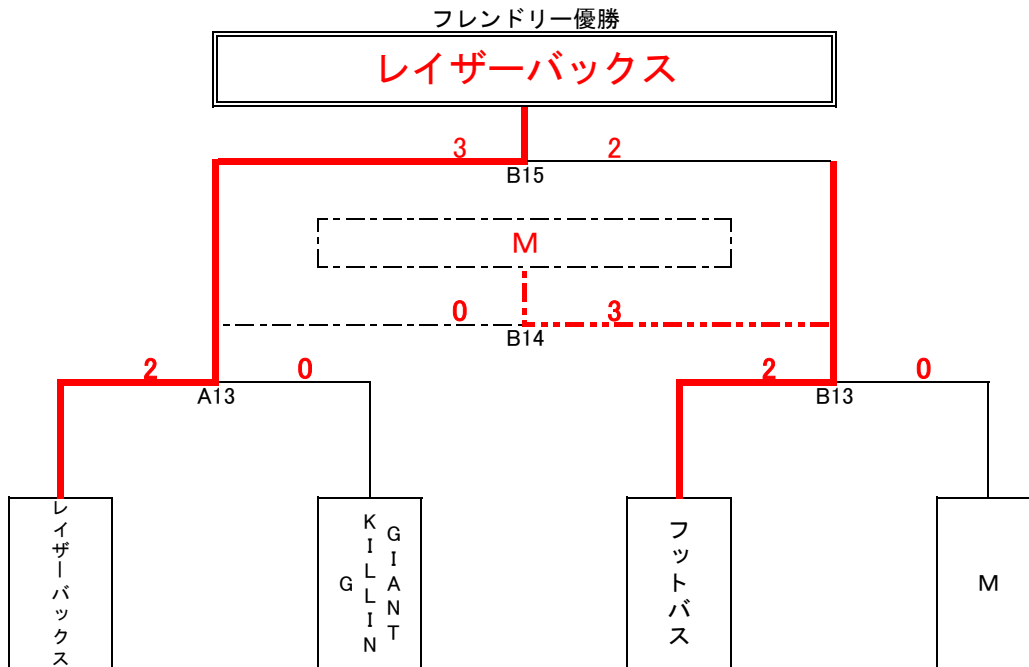 フレンドリー優勝
レイザーバックス
3 2
B15
M
0 3
B14
2 0 2 0
A13 B13
レイザーバックス
GIANT
KILLIN
G
フットバス
M